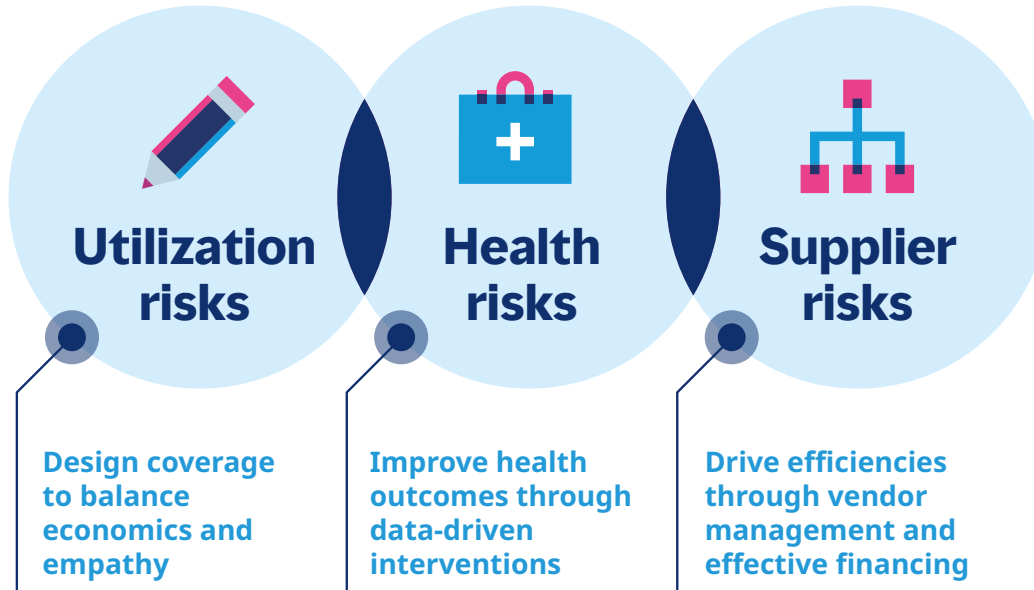 Utilization
risks
Health
risks
Supplier
risks
Design coverage
to balance
economics and
empathy
Improve health
outcomes through
data-driven
interventions
Drive efficiencies
through vendor
management and
effective financing